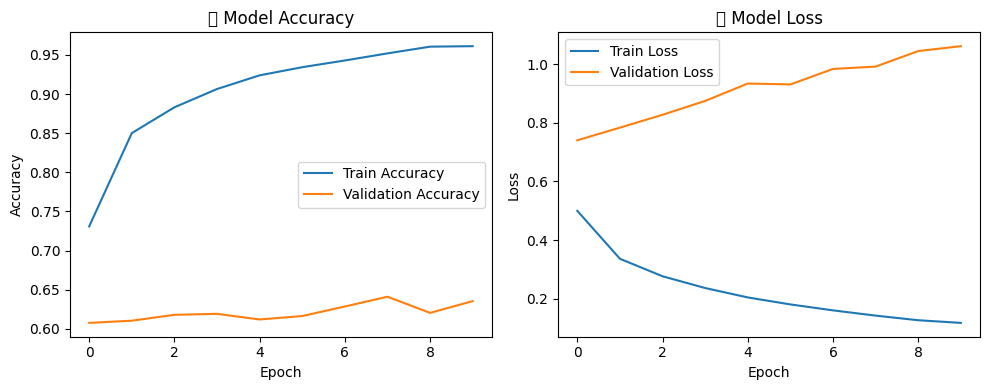 Model Accuracy
0.95
0.90
0.85
0.80
0.75
0.70
0.65
0.60
Accuracy
Train Accuracy
Validation Accuracy
0 2 4 6 8
Epoch
Model Loss
1.0
0.8
0.6
0.4
0.2
Loss
Train Loss
Validation Loss
0 2 4 6 8
Epoch